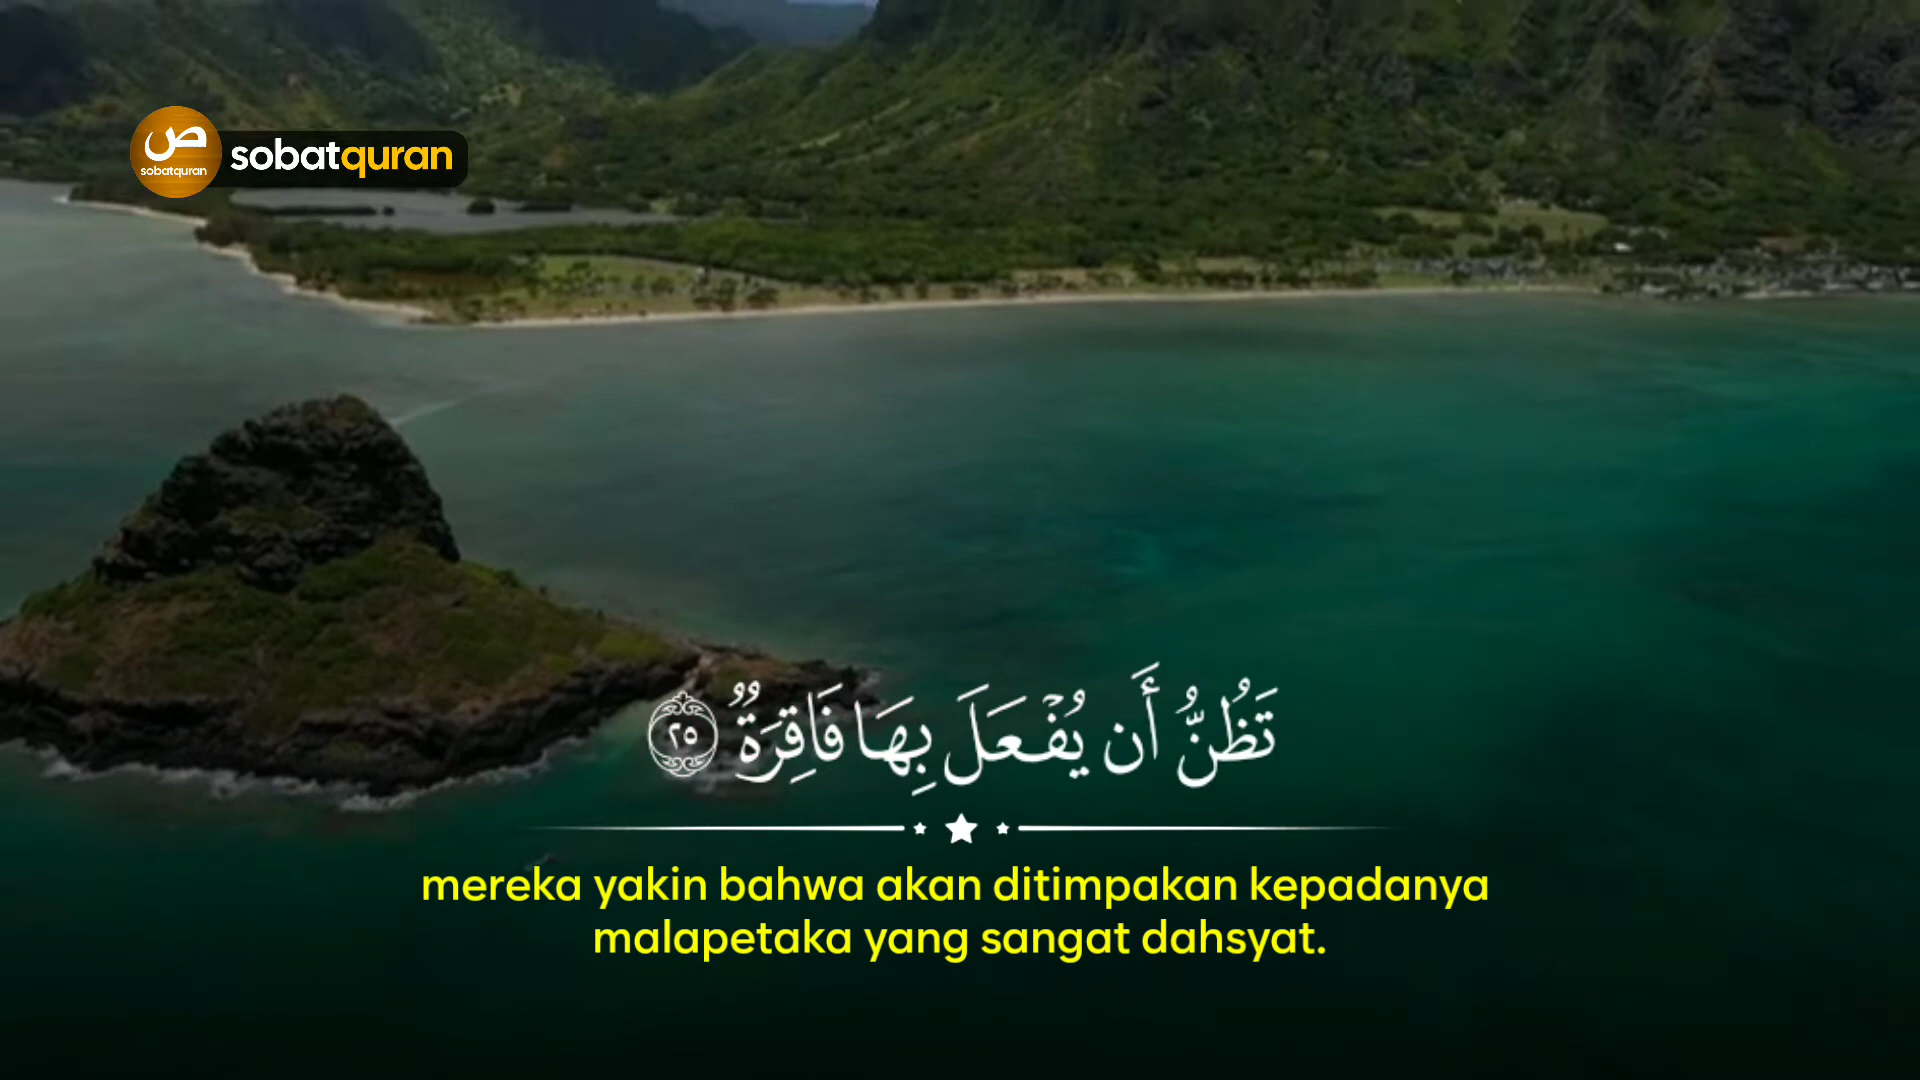 ص
sobatquran
sobatquran
تَظُنُّ أَن يُفْعَلَ بِهَا فَاقِرَةٌ ٢٥
mereka yakin bahwa akan ditimpakan kepadanya
malapetaka yang sangat dahsyat.